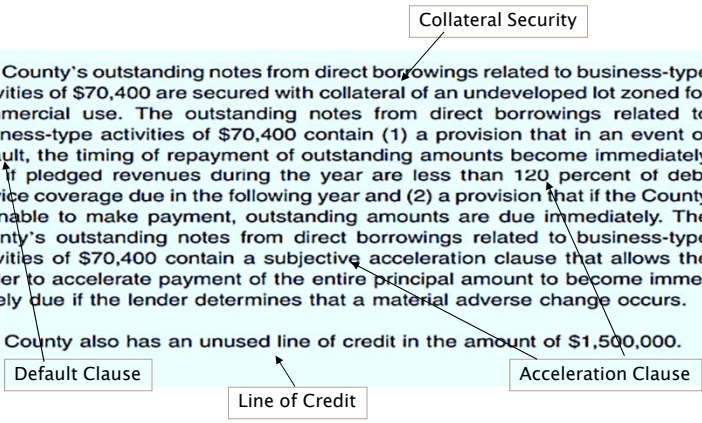 Collateral Security
County's outstanding notes from direct borrowings related to business-type
vities of $70,400 are secured with collateral of an undeveloped lot zoned fo
mercial use. The outstanding notes from direct borrowings related to
ness-type activities of $70,400 contain (1) a provision that in an event o
ult, the timing of repayment of outstanding amounts become immediately
if pledged revenues during the year are less than 120 percent of deb
vice coverage due in the following year and (2) a provision that if the County
nable to make payment, outstanding amounts are due immediately. The
nty's outstanding notes from direct borrowings related to business-type
vities of $70,400 contain a subjective acceleration clause that allows the
der to accelerate payment of the entire principal amount to become imme
ely due if the lender determines that a material adverse change occurs.
County also has an unused line of credit in the amount of $1,500,000.
Default Clause
Acceleration Clause
Line of Credit